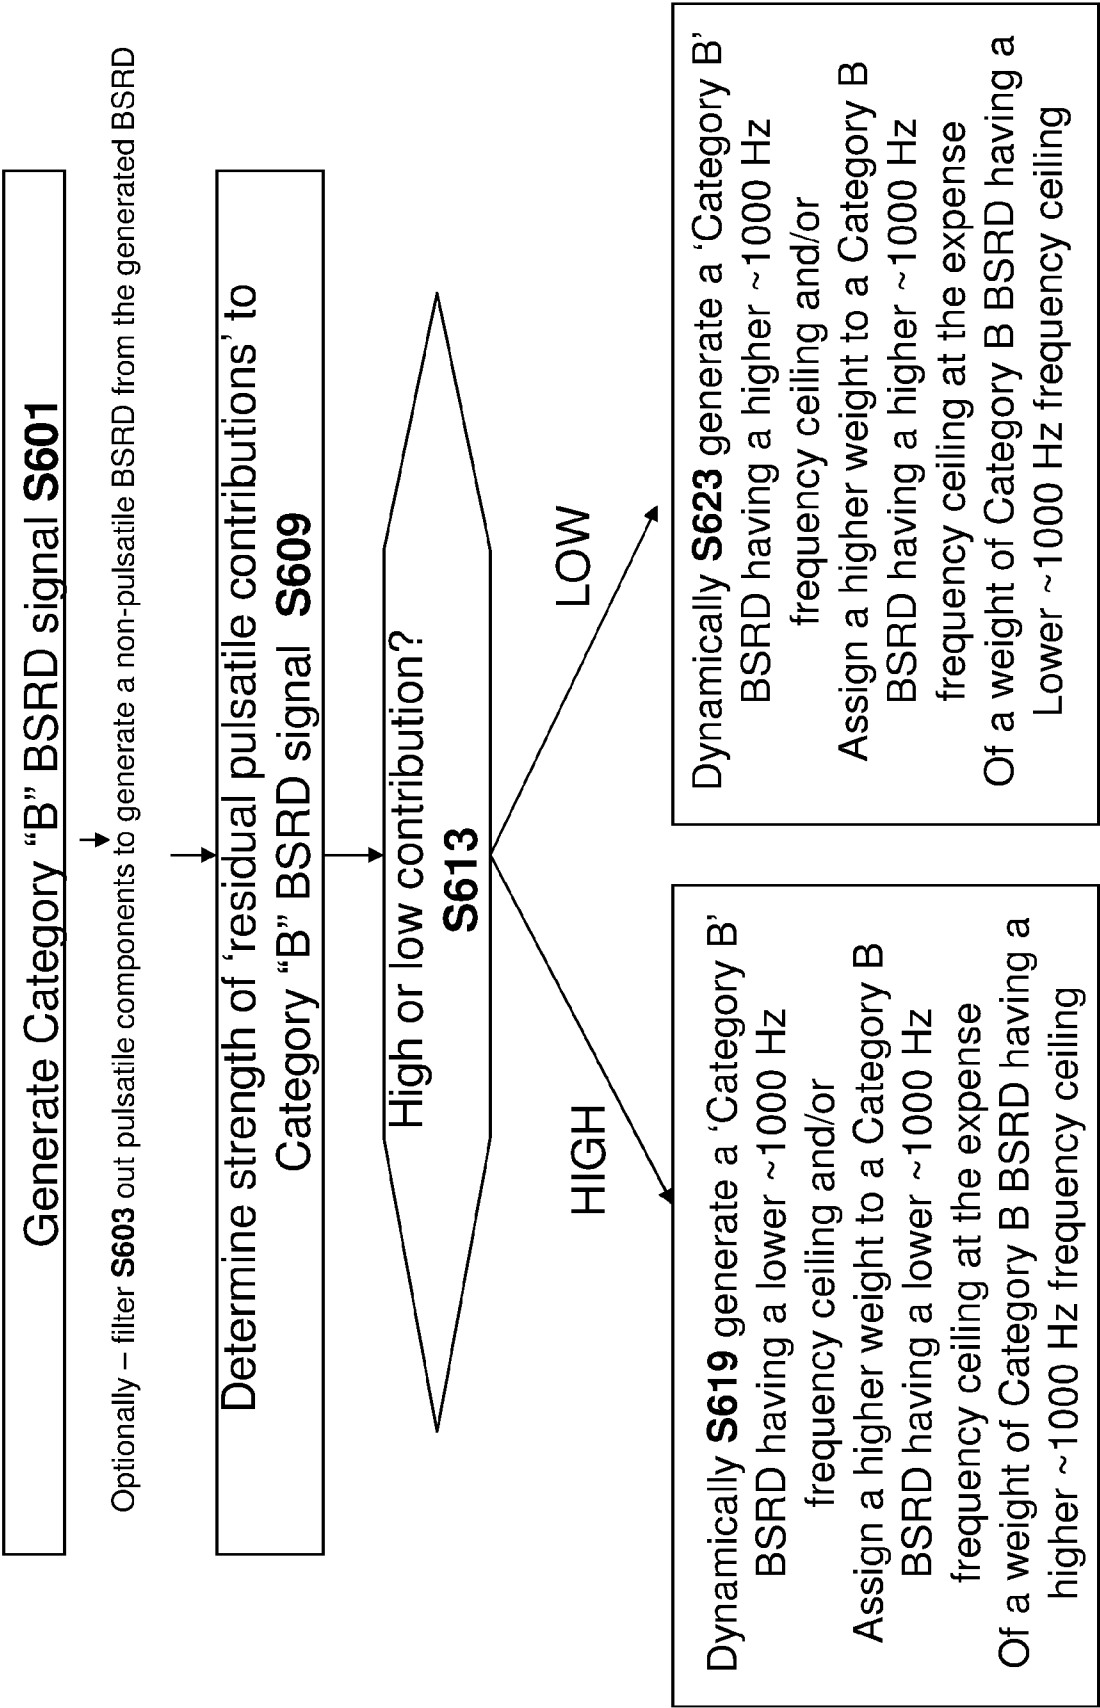 Generate Category “B” BSRD signal S601
Optionally – filter S603 out pulsatile components to generate a non-pulsatile BSRD from the generated BSRD
Determine strength of ‘residual pulsatile contributions’ to
Category “B” BSRD signal S609
High or low contribution?
S613
HIGH
LOW
Dynamically S619 generate a ‘Category B’
BSRD having a lower ~1000 Hz
frequency ceiling and/or
Assign a higher weight to a Category B
BSRD having a lower ~1000 Hz
frequency ceiling at the expense
Of a weight of Category B BSRD having a
higher ~1000 Hz frequency ceiling
Dynamically S623 generate a ‘Category B’
BSRD having a higher ~1000 Hz
frequency ceiling and/or
Assign a higher weight to a Category B
BSRD having a higher ~1000 Hz
frequency ceiling at the expense
Of a weight of Category B BSRD having a
Lower ~1000 Hz frequency ceiling